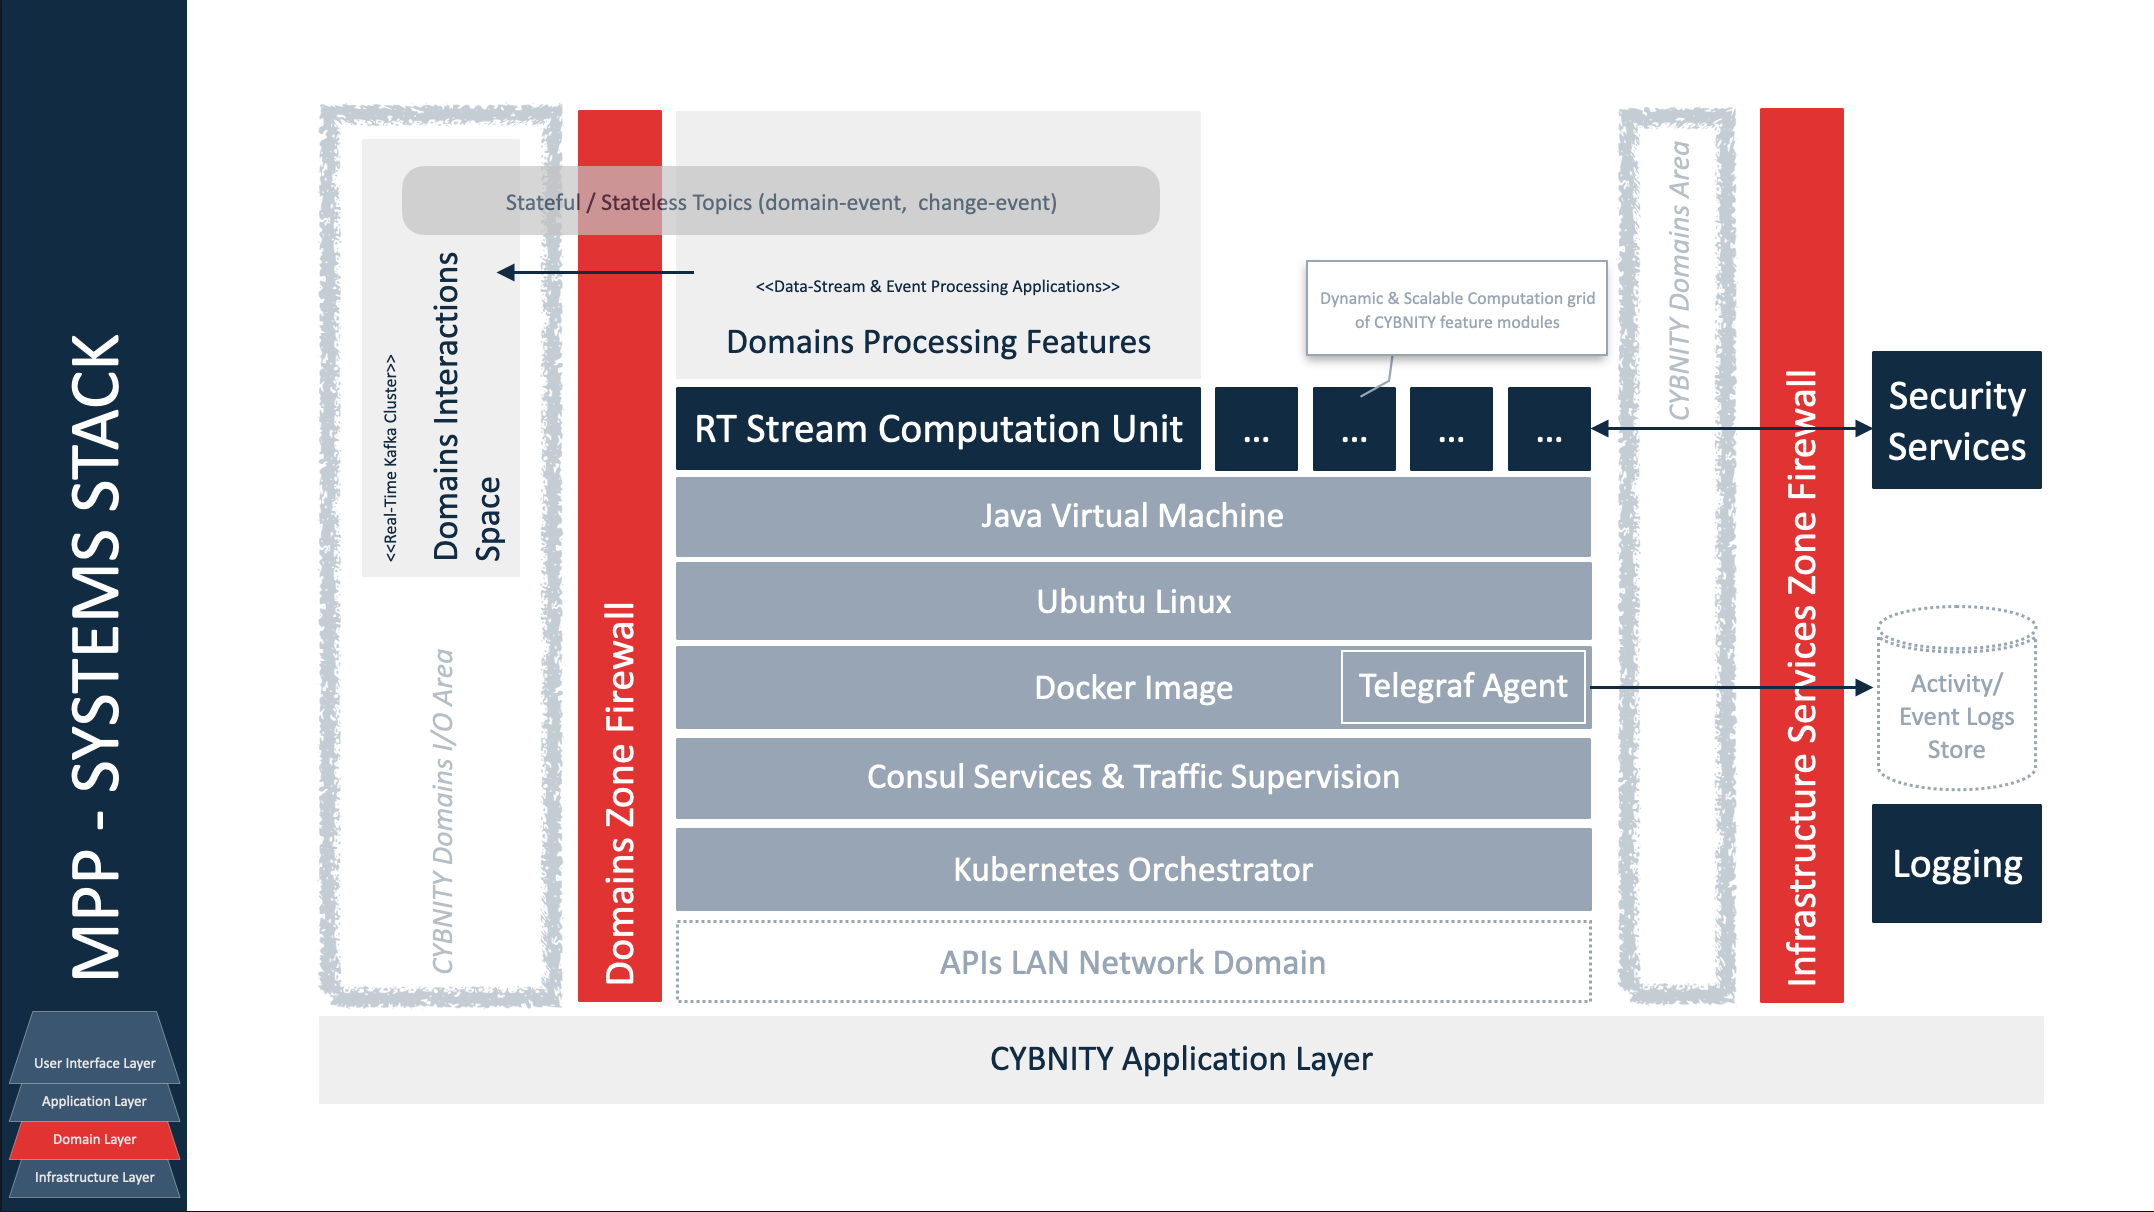 MPP - SYSTEMS STACK
User Interface Layer
Application Layer
Domain Layer
Infrastructure Layer
Stateful / Stateless Topics (domain-event,  change-event)
<<Real-Time Kafka Cluster>>
Domains Interactions
Space
CYBNITY Domains I/O Area
Domains Zone Firewall
<<Data-Stream & Event Processing Applications>>
Domains Processing Features
Dynamic & Scalable Computation grid
of CYBNITY feature modules
RT Stream Computation Unit
...
...
...
...
Java Virtual Machine
Ubuntu Linux
Docker Image
Telegraf Agent
Consul Services & Traffic Supervision
Kubernetes Orchestrator
APIs LAN Network Domain
CYBNITY Domains Area
Infrastructure Services Zone Firewall
Security
Services
Activity/
Event Logs
Store
Logging
CYBNITY Application Layer